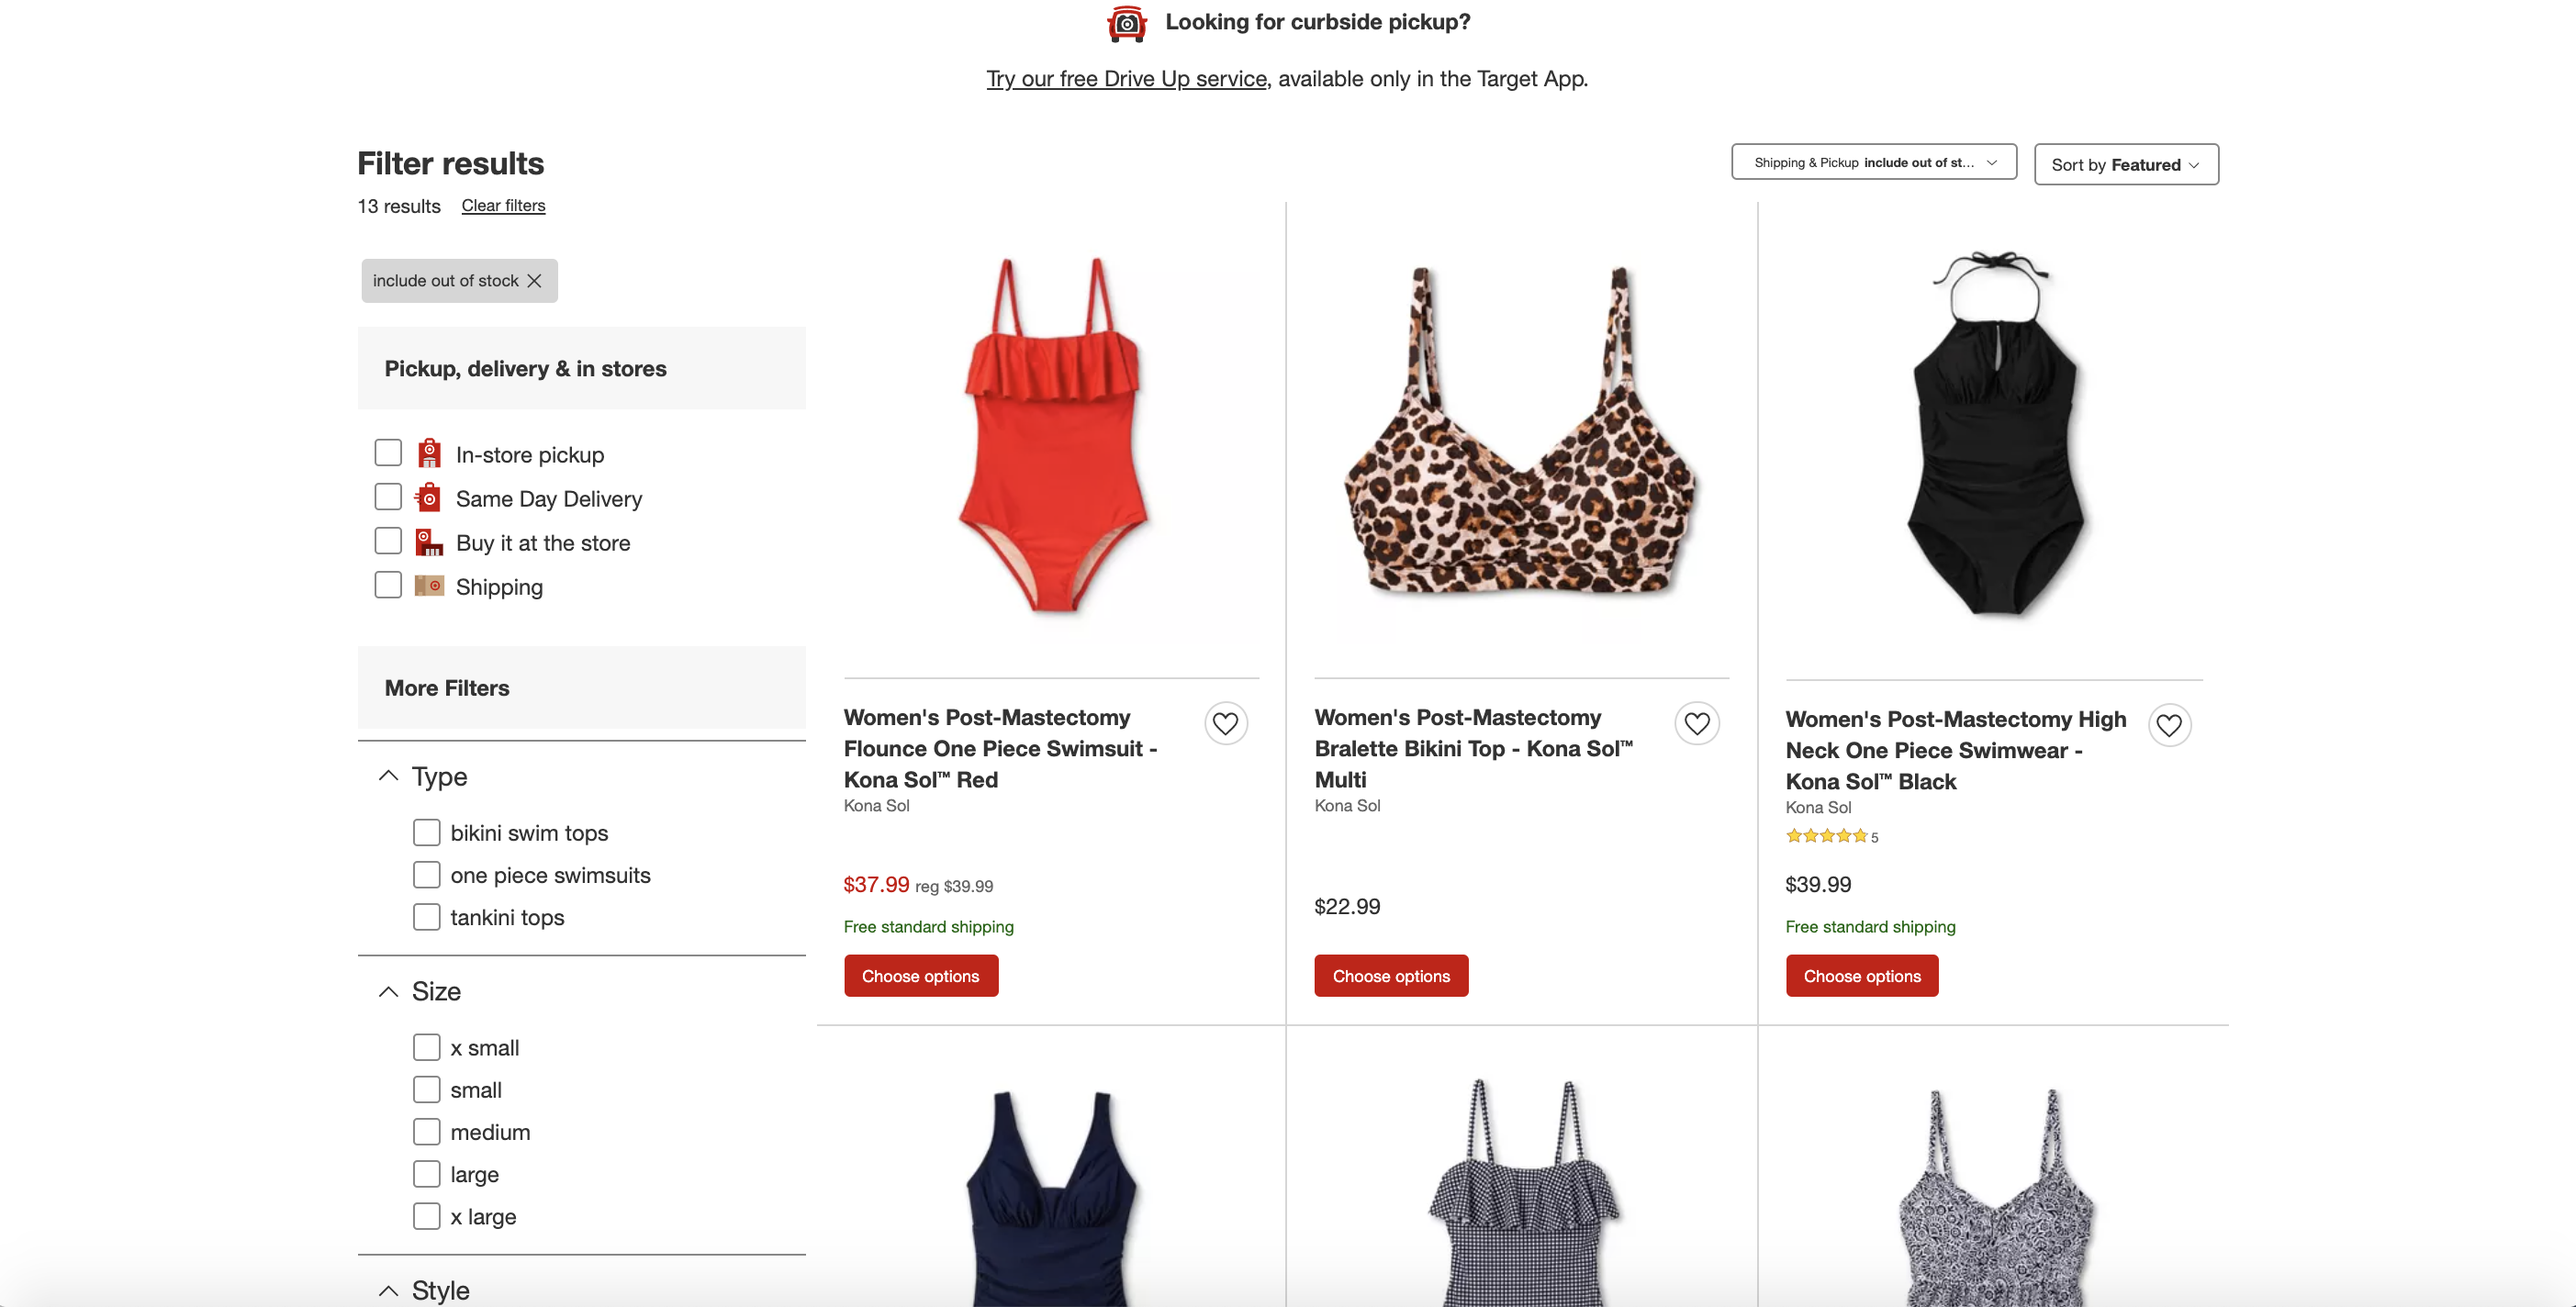 Looking for curbside pickup?
Try our free Drive Up service, available only in the Target App.
Filter results
13 results Clear filters
Shipping & Pickup include out of st...
Sort by Featured
include out of stock
Pickup, delivery & in stores
In-store pickup
Same Day Delivery
Buy it at the store
Shipping
More Filters
Type
bikini swim tops
one piece swimsuits
tankini tops
Size
x small
small
medium
large
x large
Style
Women's Post-Mastectomy
Flounce One Piece Swimsuit -
Kona Sol™ Red
Kona Sol
$37.99 reg $39.99
Free standard shipping
Choose options
Women's Post-Mastectomy
Bralette Bikini Top - Kona Sol™
Multi
Kona Sol
$22.99
Choose options
Women's Post-Mastectomy High
Neck One Piece Swimwear -
Kona Sol™ Black
Kona Sol
5
$39.99
Free standard shipping
Choose options